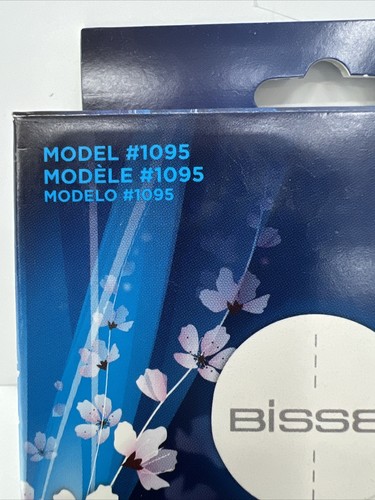 MODEL #1095
MODÈLE #1095
MODELO #1095
BISSE